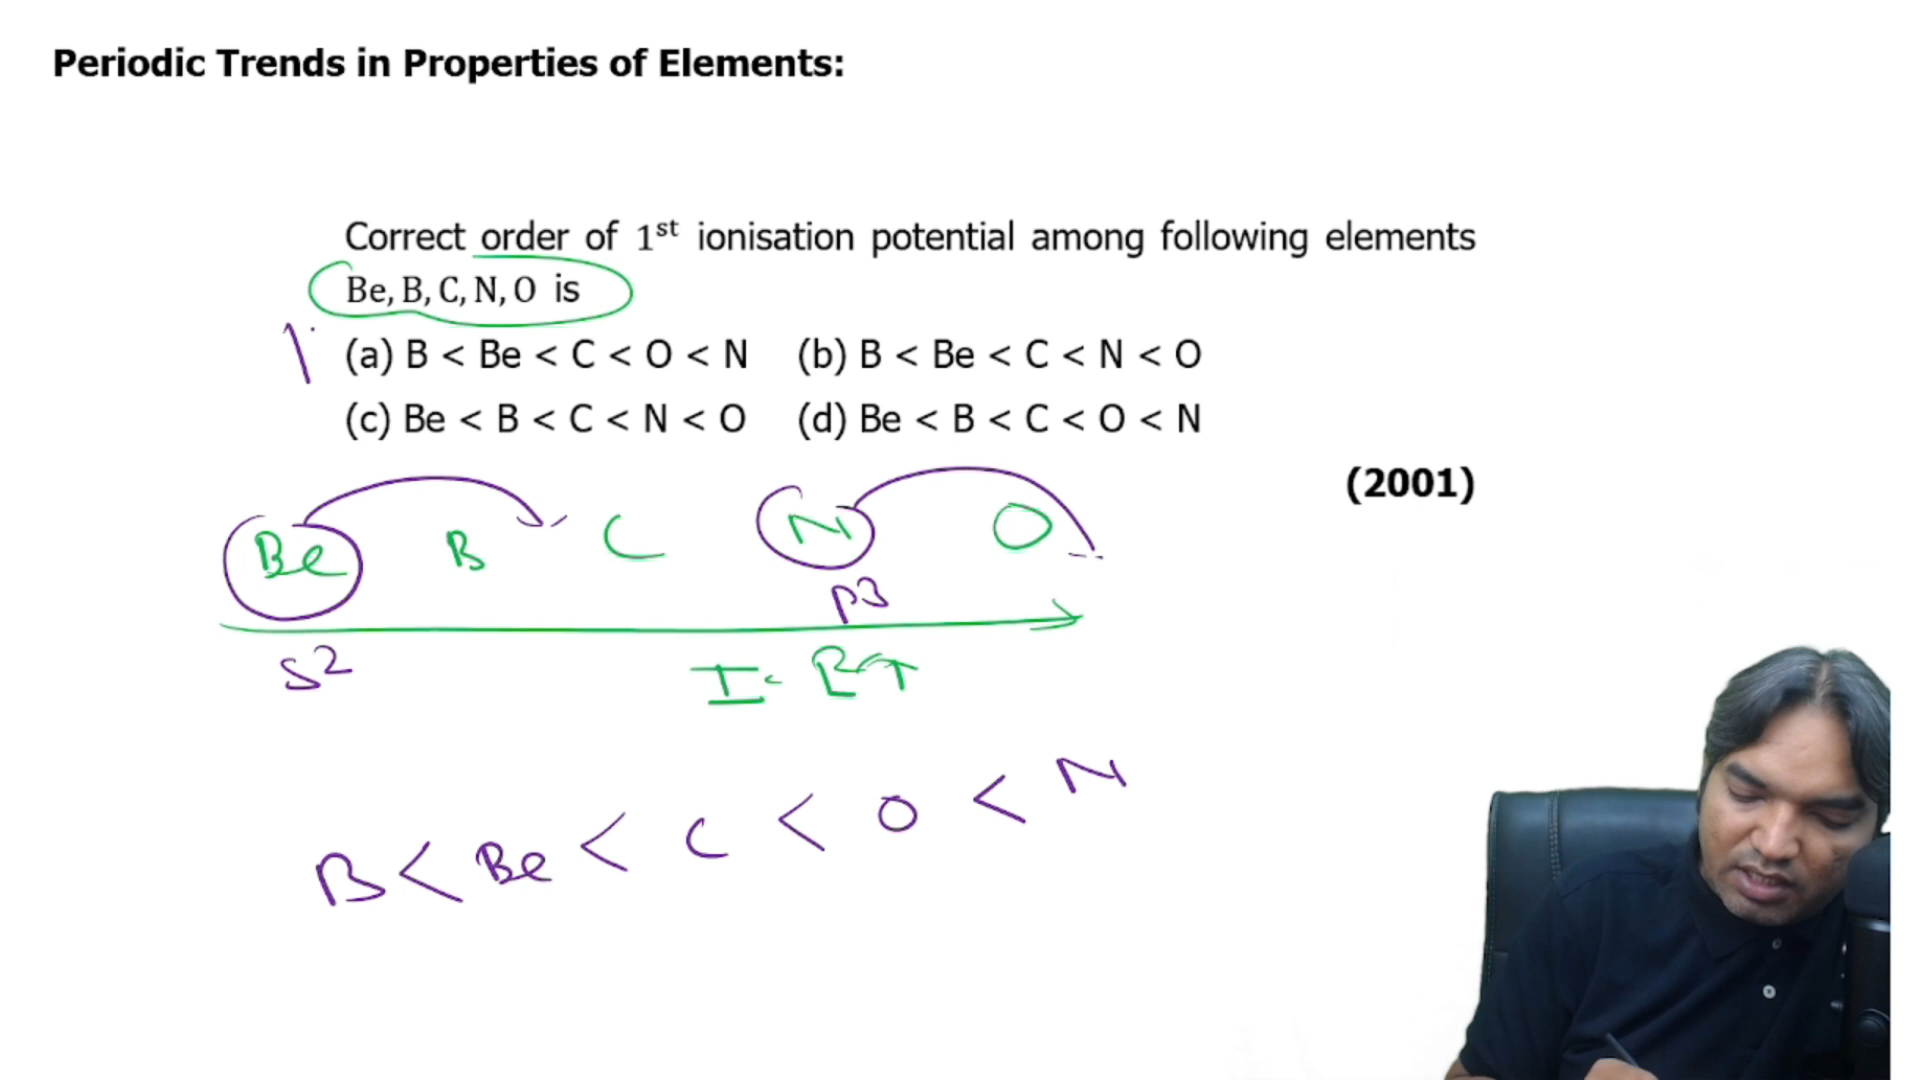 Periodic Trends in Properties of Elements:
Correct order of 1st ionisation potential among following elements
Be, B, C, N, O is
(a) B < Be < C < O < N (b) B < Be < C < N < O
(c) Be < B < C < N < O (d) Be < B < C < O < N
(2001)
Be B C N O
p3
s2
B < Be < C < O < N